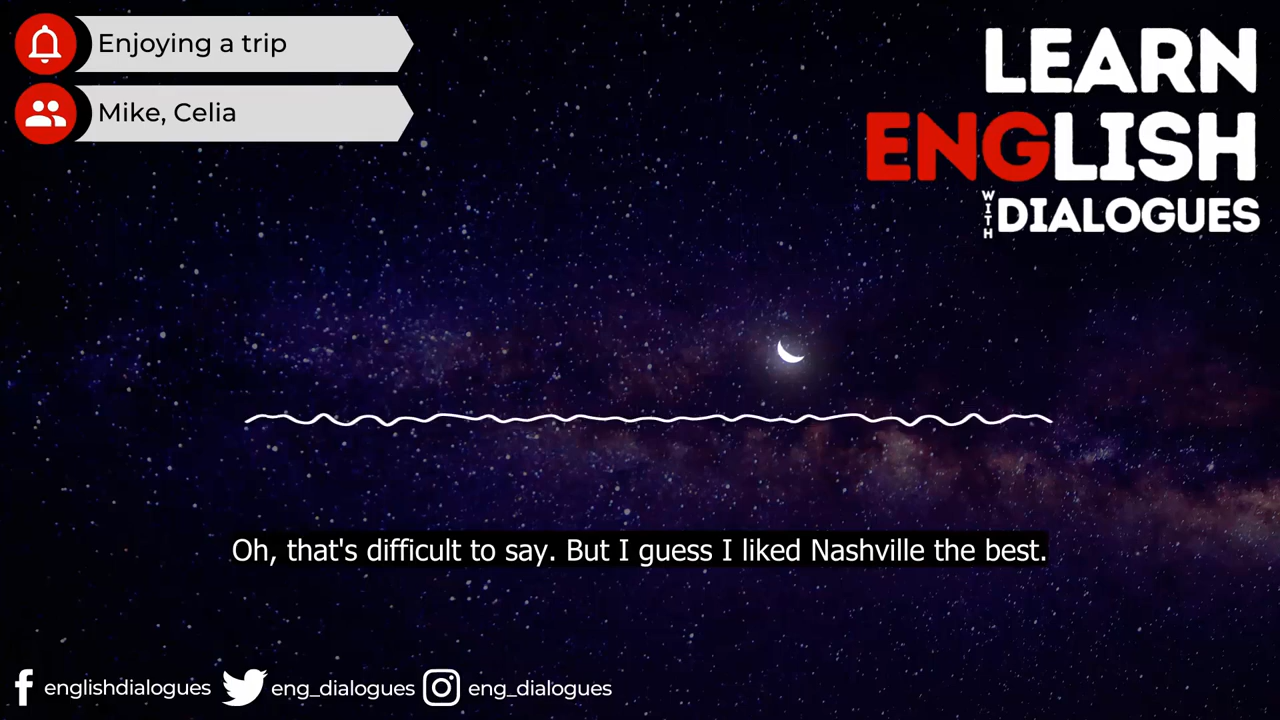 Enjoying a trip
Mike, Celia
LEARN
ENGLISH
WITH DIALOGUES
Oh, that's difficult to say. But I guess I liked Nashville the best.
englishdialogues eng_dialogues eng_dialogues